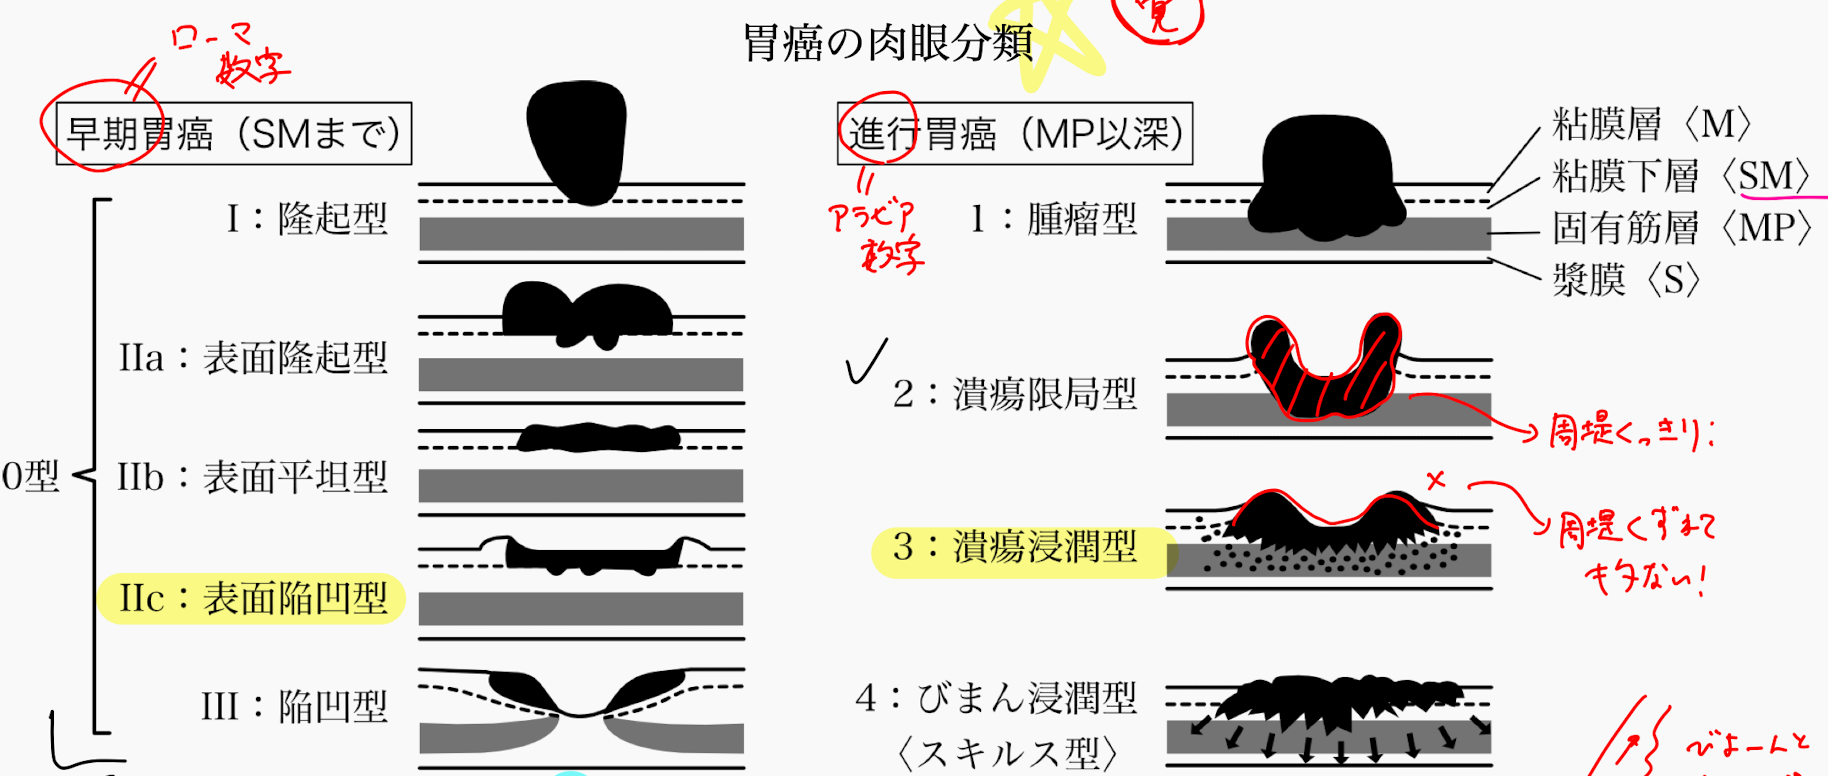 胃癌の肉眼分類
覚
ローマ
数字
早期胃癌（SMまで）
I：隆起型
0型
IIa：表面隆起型
IIb：表面平坦型
IIc：表面陥凹型
III：陥凹型
進行胃癌（MP以深）
アラビア
数字
1：腫瘤型
粘膜層〈M〉
粘膜下層〈SM〉
固有筋層〈MP〉
漿膜〈S〉
2：潰瘍限局型
周堤くっきり：
3：潰瘍浸潤型
周堤くずれて
キタない！
4：びまん浸潤型
〈スキルス型〉
びよーんと